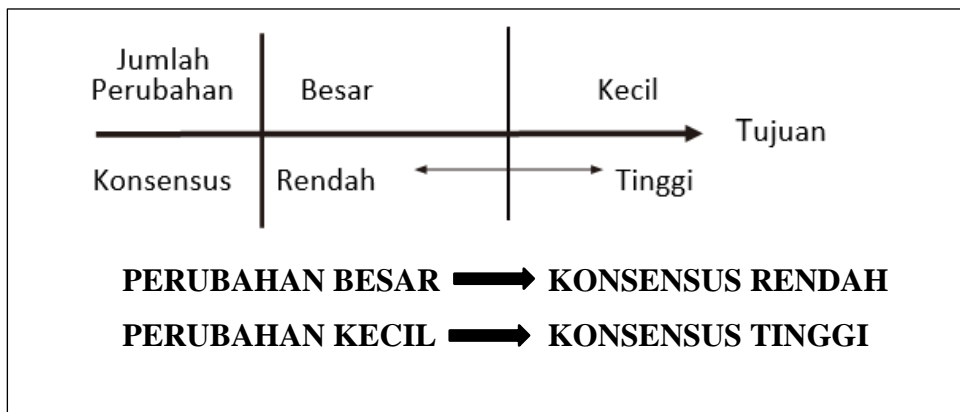 Jumlah
Perubahan Besar Kecil
Tujuan
Konsensus Rendah Tinggi
PERUBAHAN BESAR KONSENSUS RENDAH
PERUBAHAN KECIL KONSENSUS TINGGI